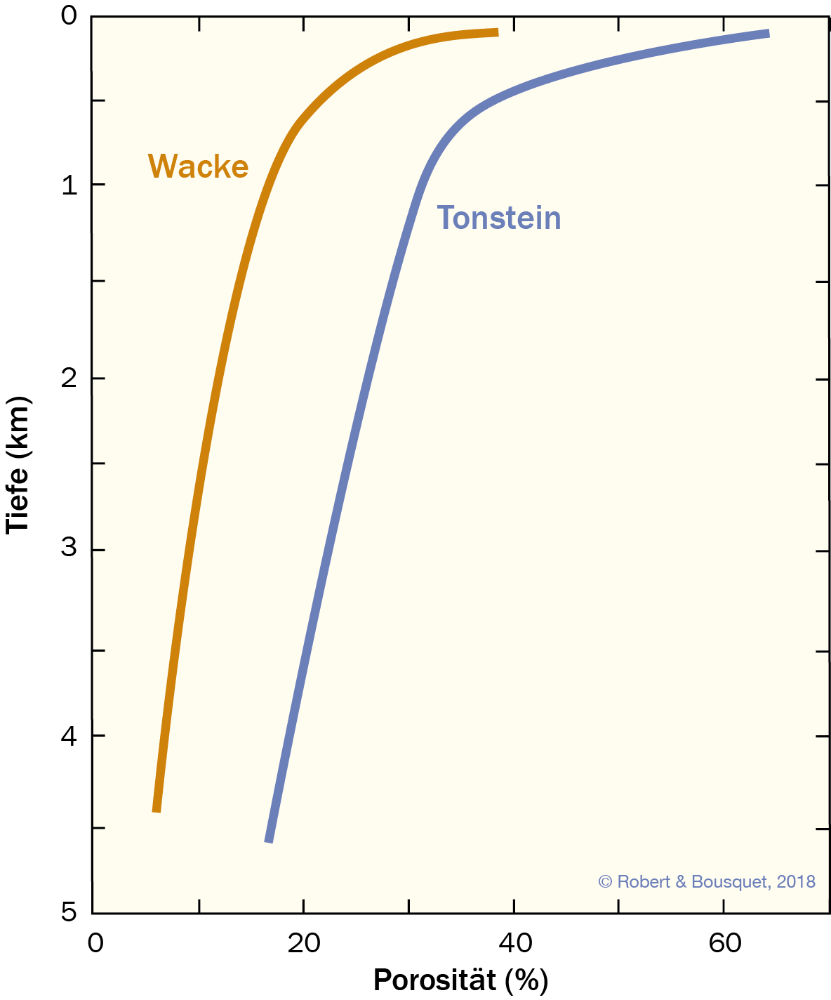 0
Wacke
1
Tonstein
2
Tiefe (km)
3
4
© Robert & Bousquet, 2018
5
0 20 40 60
Porosität (%)